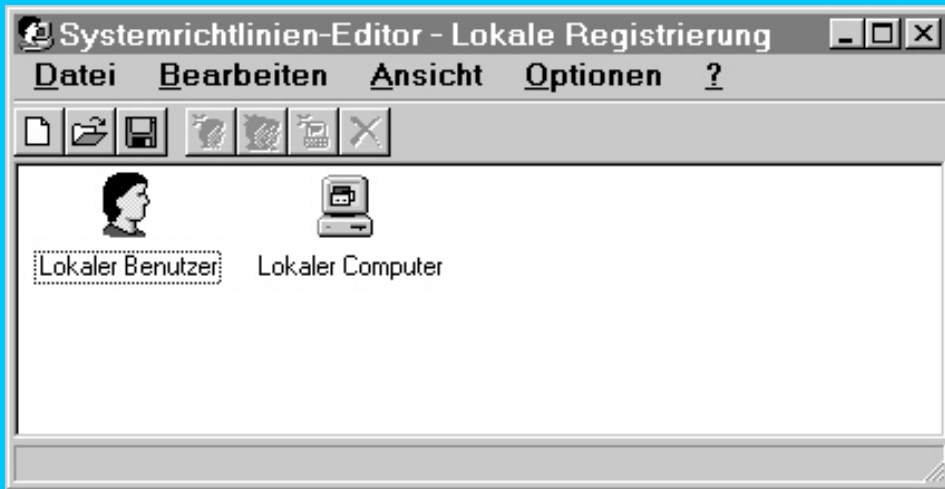 Systemrichtlinien-Editor - Lokale Registrierung
Datei Bearbeiten Ansicht Optionen ?
Lokaler Benutzer Lokaler Computer